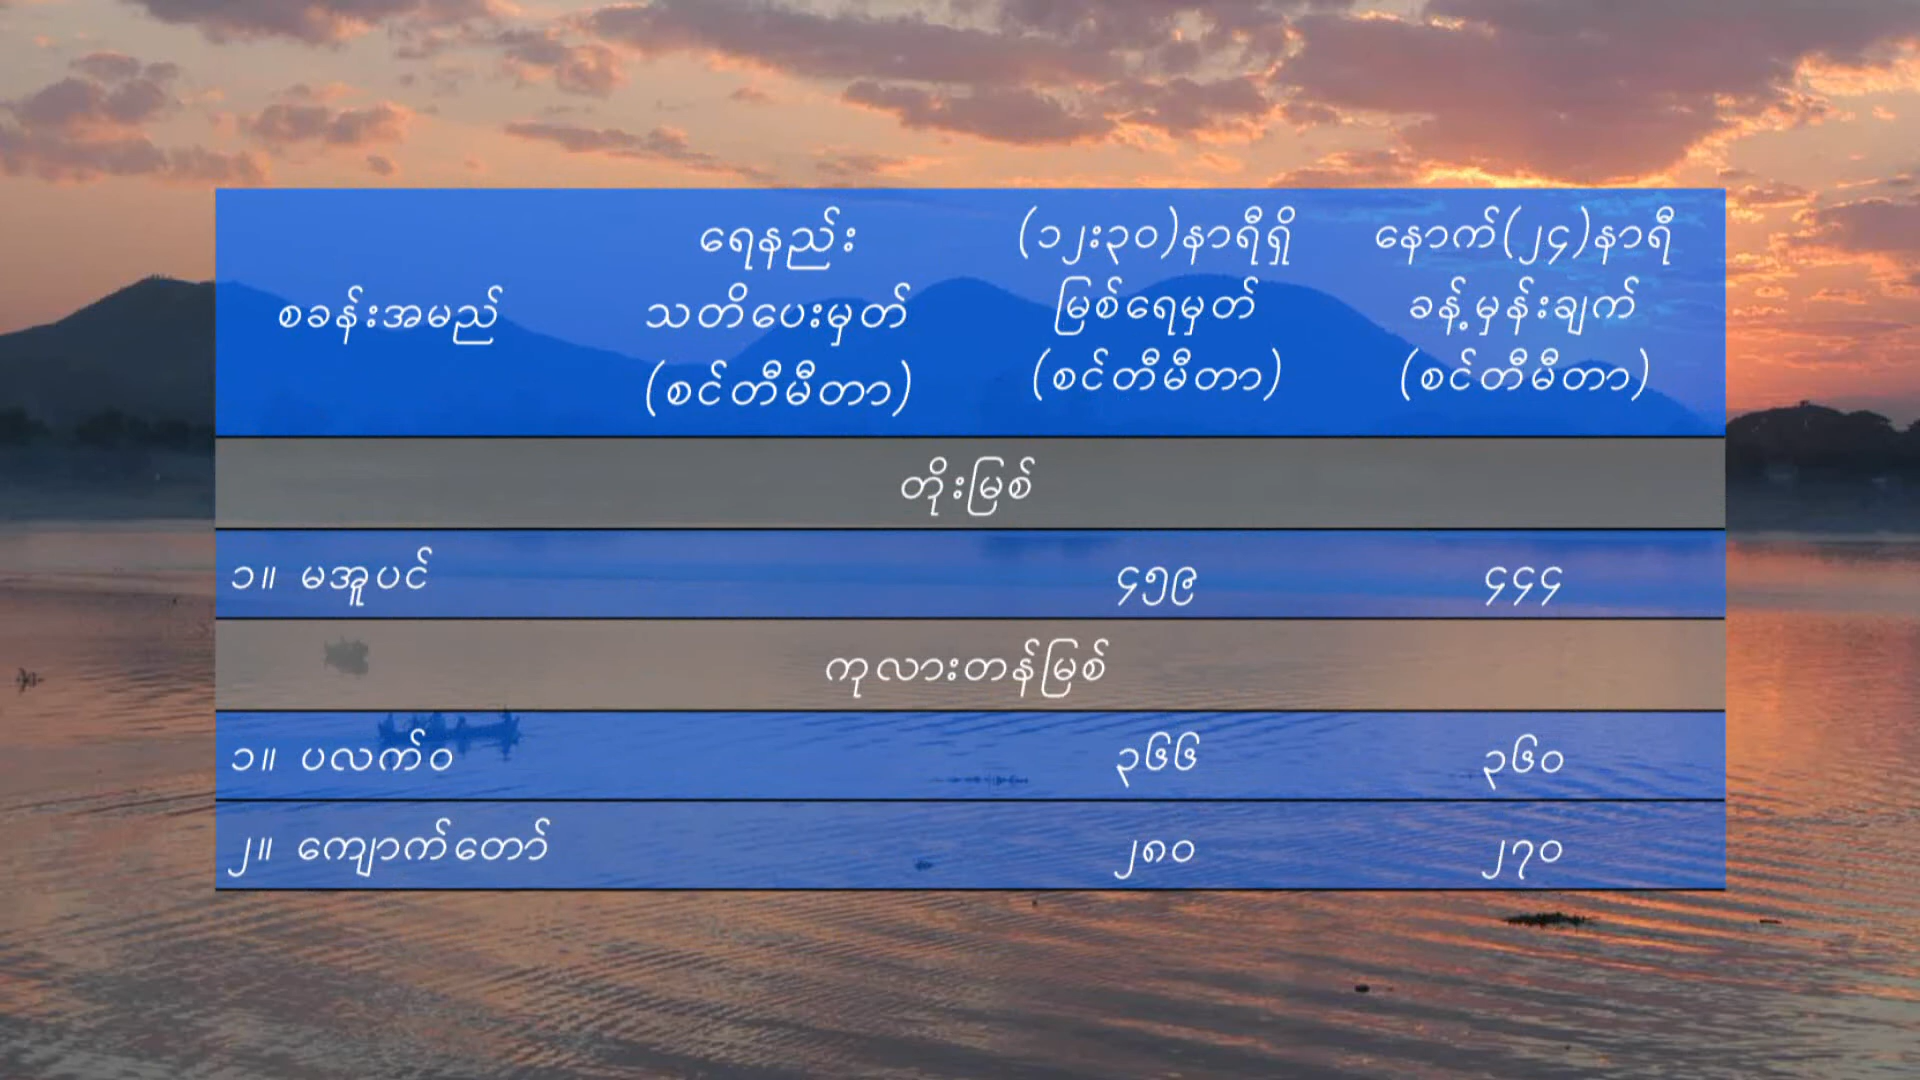 စခန်းအမည်
ရေနည်း
သတိပေးမှတ်
(စင်တီမီတာ)
(၁၂း၃၀)နာရီရှိ
မြစ်ရေမှတ်
(စင်တီမီတာ)
နောက်(၂၄)နာရီ
ခန့်မှန်းချက်
(စင်တီမီတာ)
တိုးမြစ်
၁။ မအူပင် ၄၅၉ ၄၄၄
ကုလားတန်မြစ်
၁။ ပလက်ဝ ၃၆၆ ၃၆၀
၂။ ကျောက်တော် ၂၈၀ ၂၇၀